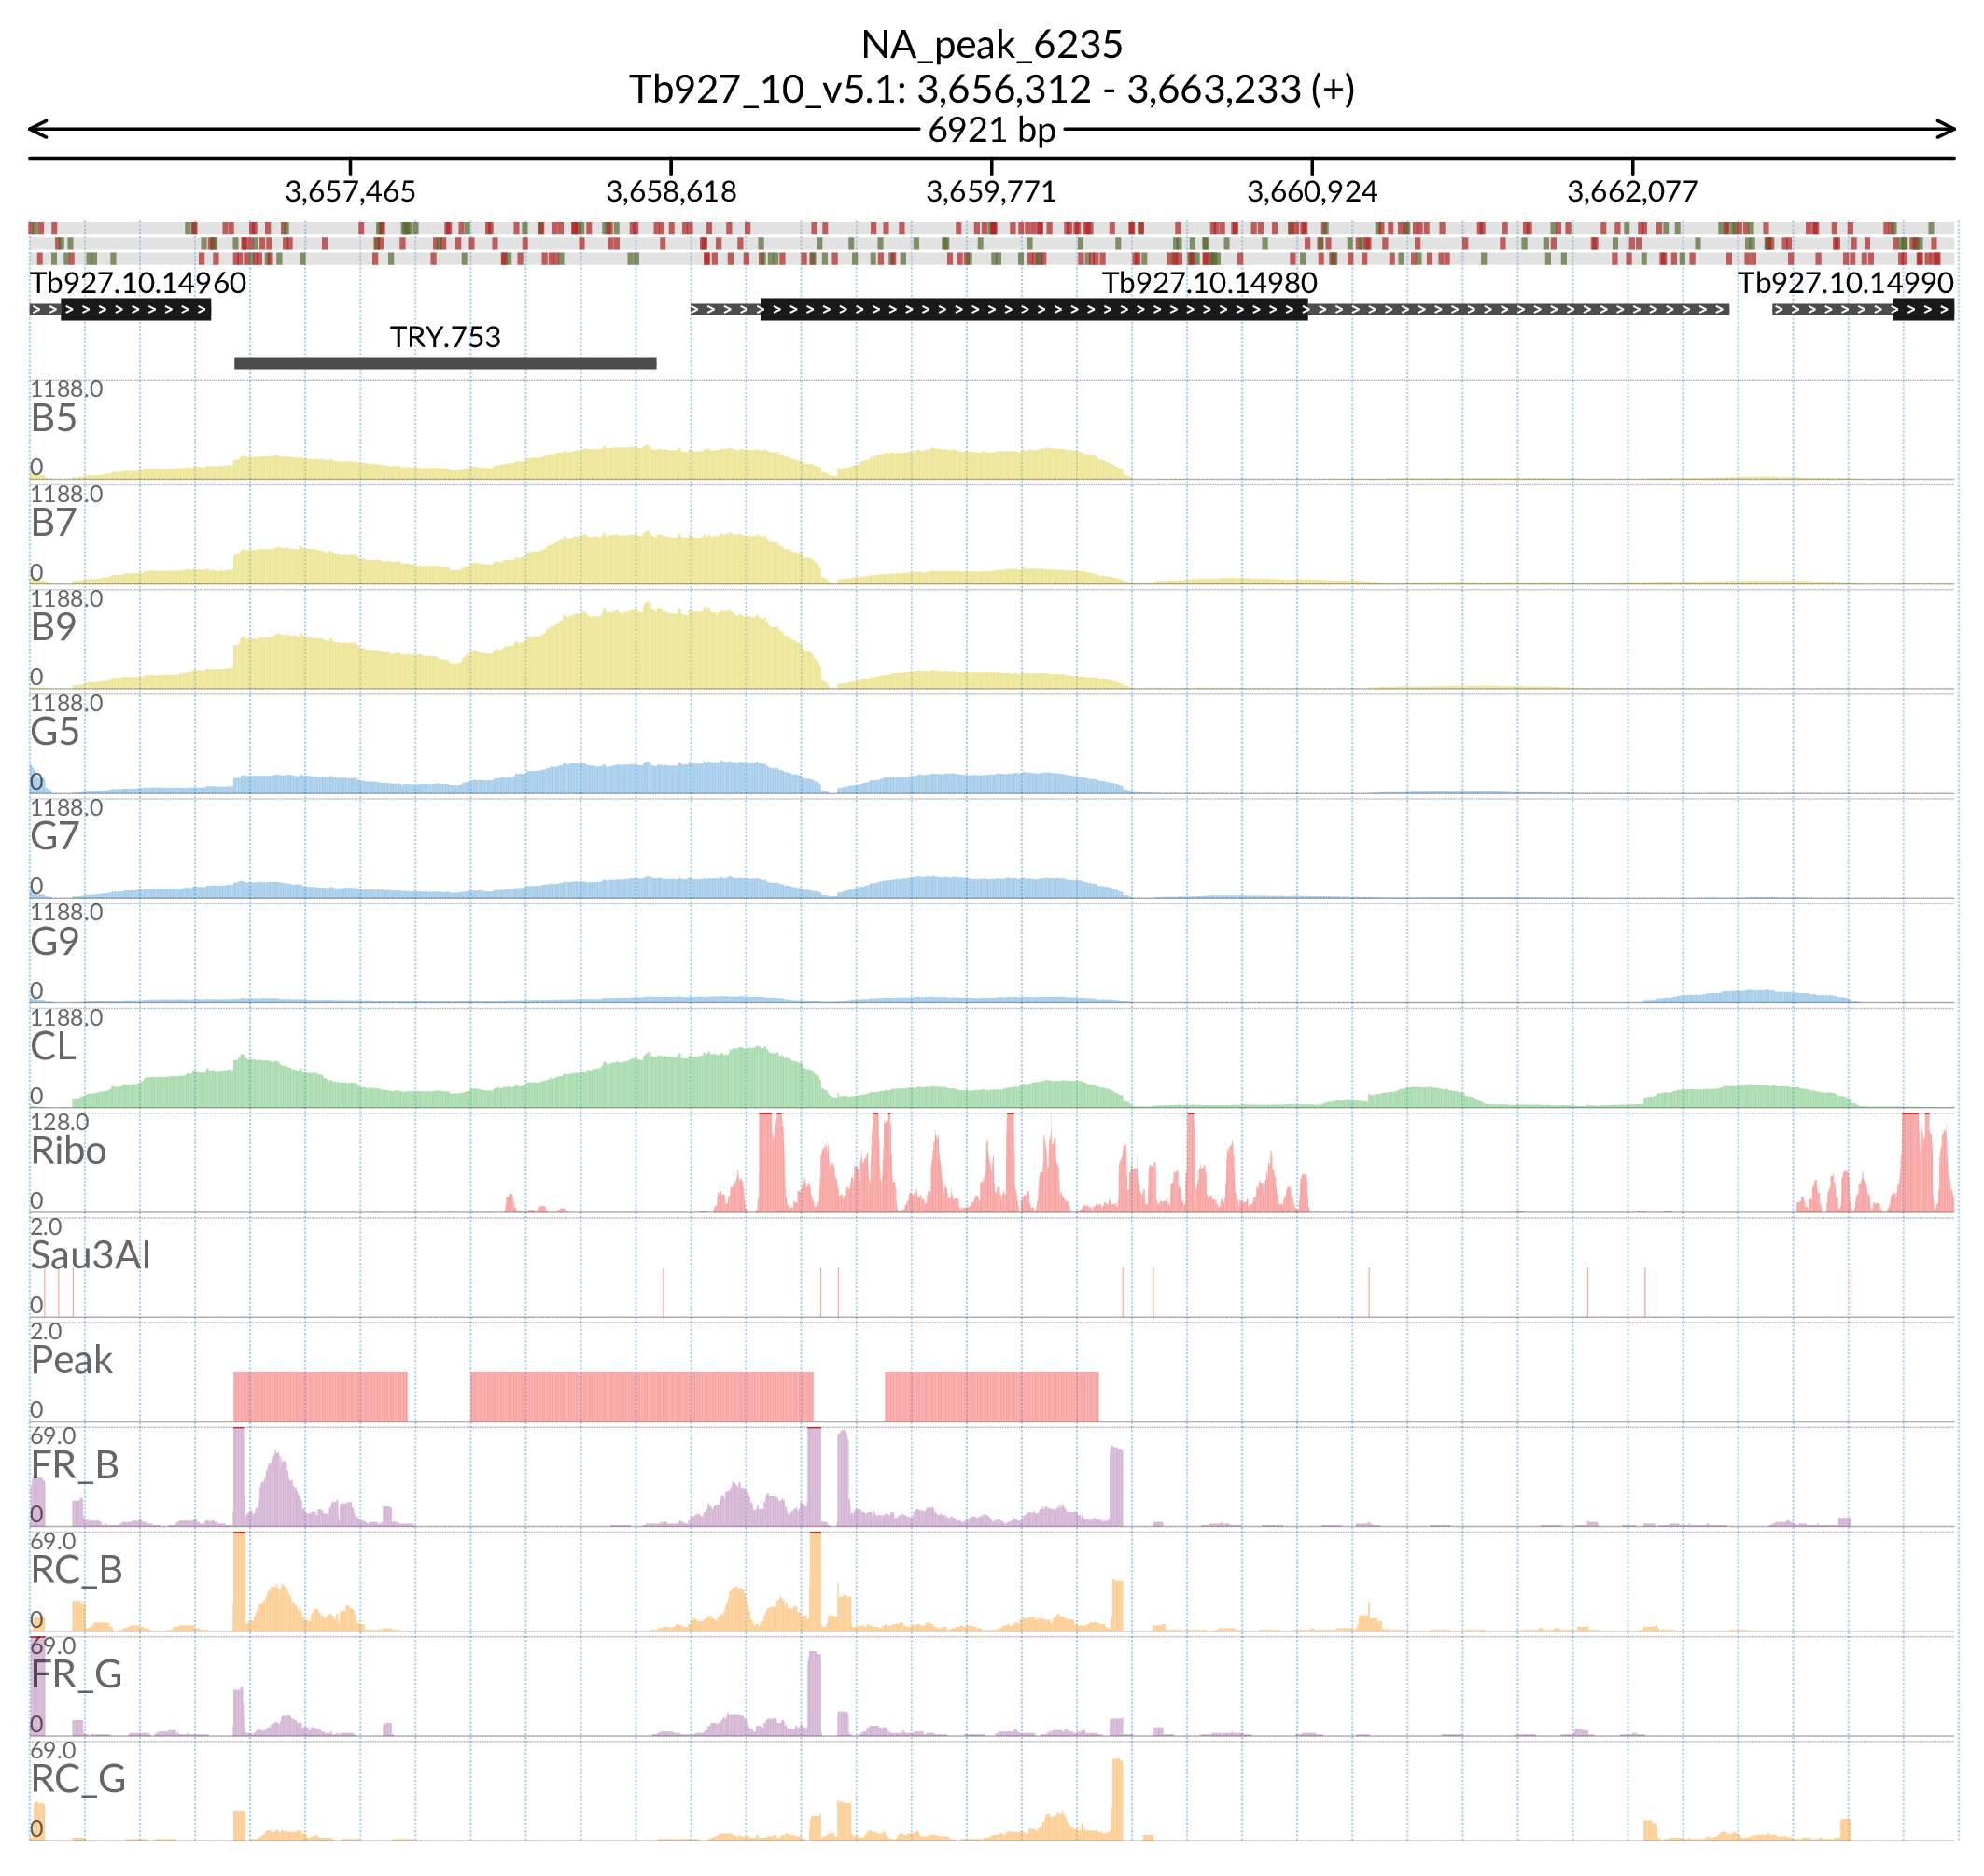 NA_peak_6235
Tb927_10_v5.1: 3,656,312 - 3,663,233 (+)
6921 bp
3,657,465 3,658,618 3,659,771 3,660,924 3,662,077
Tb927.10.14960 Tb927.10.14980 Tb927.10.14990
TRY.753
1188.0
B5
0
1188.0
B7
0
1188.0
B9
0
1188.0
G5
0
1188.0
G7
0
1188.0
G9
0
1188.0
CL
0
128.0
Ribo
0
2.0
Sau3AI
0
2.0
Peak
0
69.0
FR_B
0
69.0
RC_B
0
69.0
FR_G
0
69.0
RC_G
0